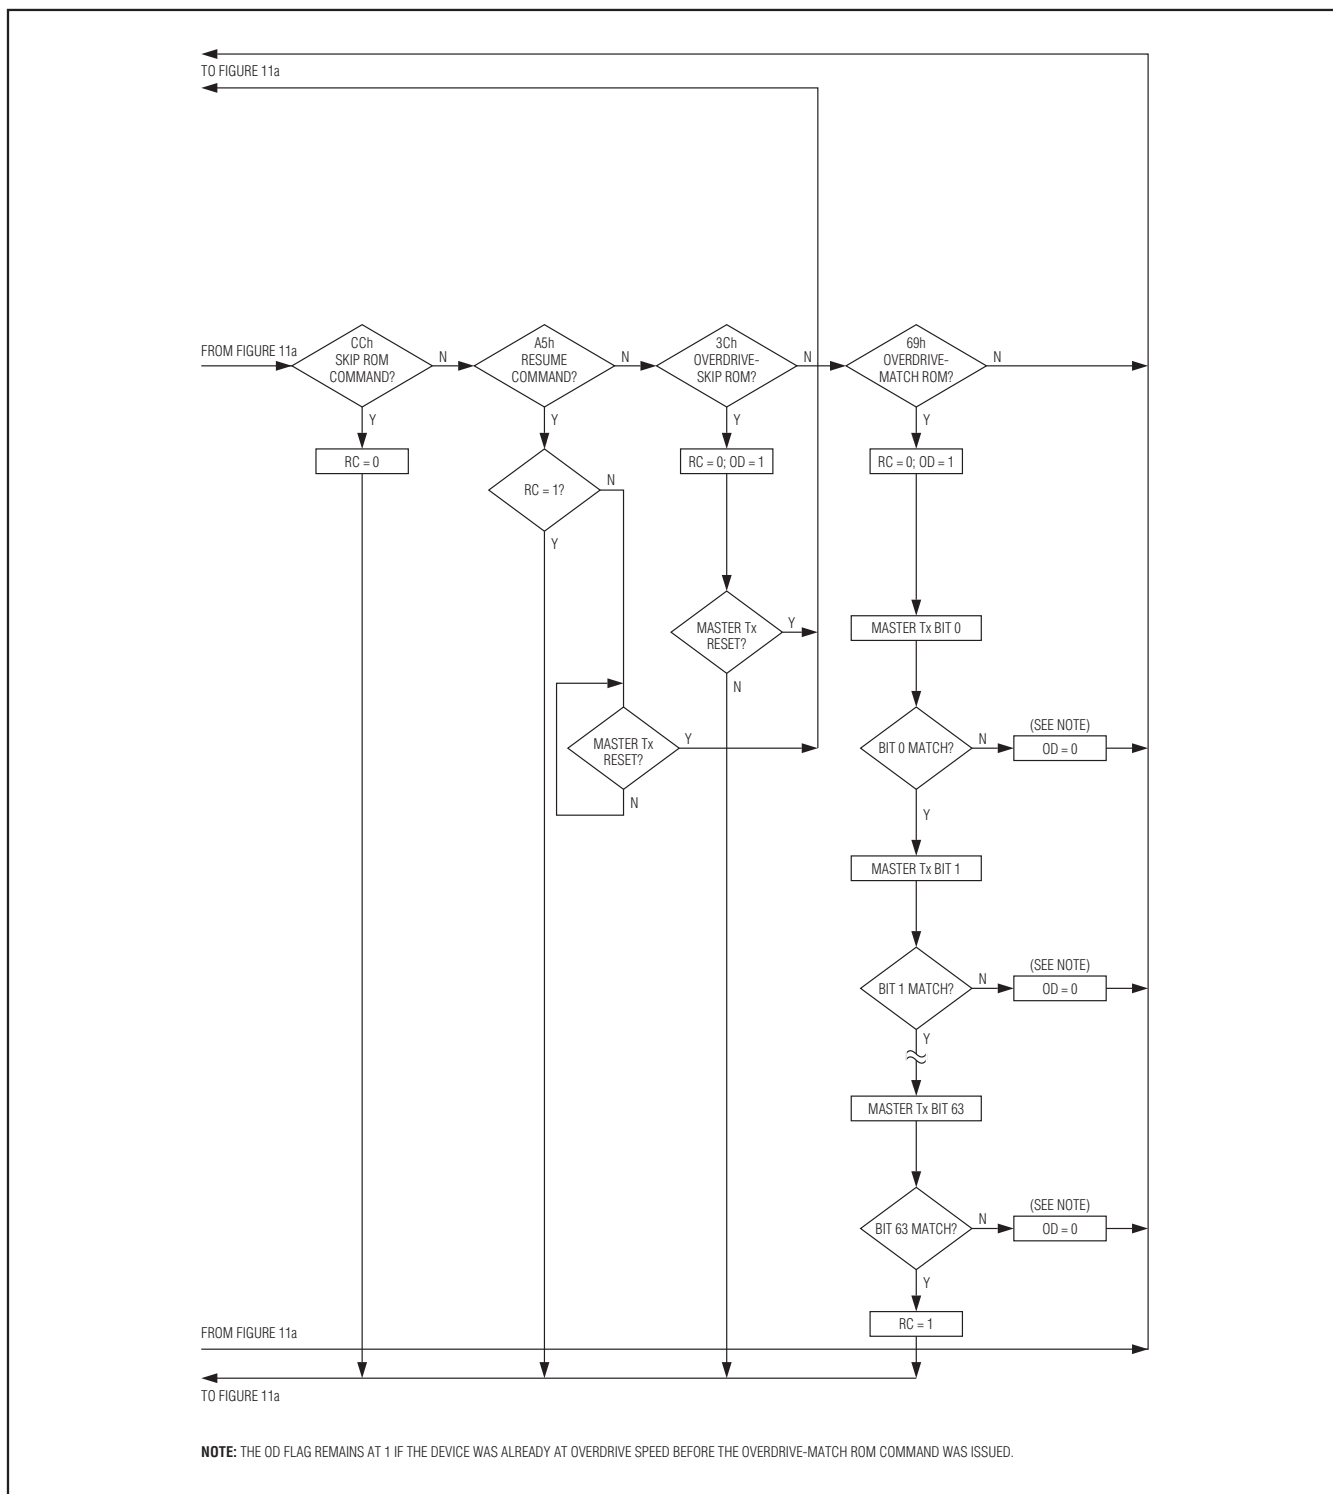 TO FIGURE 11a
FROM FIGURE 11a
CCh
SKIP ROM
COMMAND?
N
Y
RC = 0
A5h
RESUME
COMMAND?
N
Y
RC = 1?
N
Y
MASTER Tx
RESET?
Y
N
3Ch
OVERDRIVE-
SKIP ROM?
N
Y
RC = 0; OD = 1
MASTER Tx
RESET?
Y
N
69h
OVERDRIVE-
MATCH ROM?
N
Y
RC = 0; OD = 1
MASTER Tx BIT 0
BIT 0 MATCH?
N
(SEE NOTE)
OD = 0
Y
MASTER Tx BIT 1
BIT 1 MATCH?
N
(SEE NOTE)
OD = 0
Y
MASTER Tx BIT 63
BIT 63 MATCH?
N
(SEE NOTE)
OD = 0
Y
RC = 1
FROM FIGURE 11a
TO FIGURE 11a
NOTE: THE OD FLAG REMAINS AT 1 IF THE DEVICE WAS ALREADY AT OVERDRIVE SPEED BEFORE THE OVERDRIVE-MATCH ROM COMMAND WAS ISSUED.